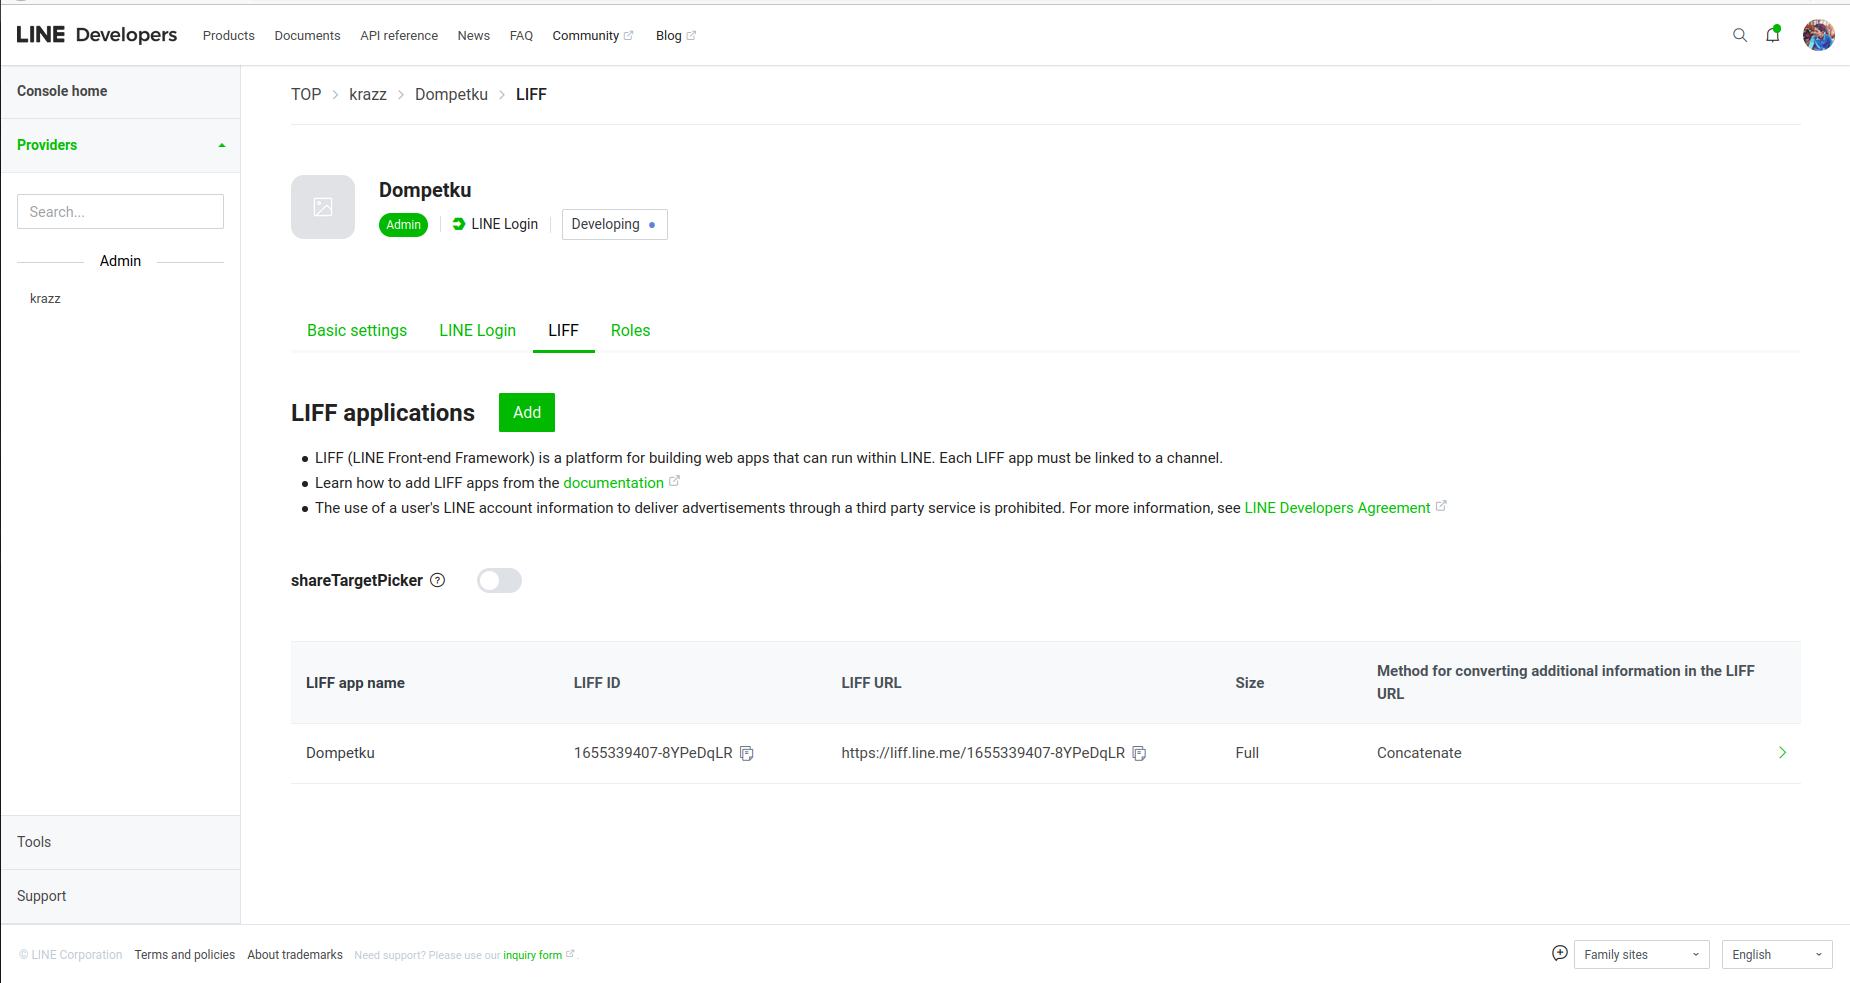 LINE Developers Products Documents API reference News FAQ Community Blog
Console home
Providers
Search...
Admin
krazz
Tools
Support
TOP > krazz > Dompetku > LIFF
Dompetku
Admin LINE Login Developing
Basic settings LINE Login LIFF Roles
LIFF applications Add
LIFF (LINE Front-end Framework) is a platform for building web apps that can run within LINE. Each LIFF app must be linked to a channel.
Learn how to add LIFF apps from the documentation
The use of a user's LINE account information to deliver advertisements through a third party service is prohibited. For more information, see LINE Developers Agreement
shareTargetPicker ?
LIFF app name LIFF ID LIFF URL Size Method for converting additional information in the LIFF
URL
Dompetku 1655339407-8YPeDqLR https://liff.line.me/1655339407-8YPeDqLR Full Concatenate
© LINE Corporation Terms and policies About trademarks Need support? Please use our inquiry form . Family sites English